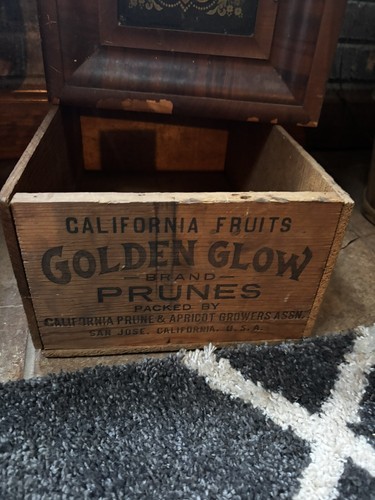 CALIFORNIA FRUITS
GOLDEN GLOW
-BRAND-
PRUNES
PACKED BY
CALIFORNIA PRUNE & APRICOT GROWERS ASSN.
SAN JOSE, CALIFORNIA, U.S.A.